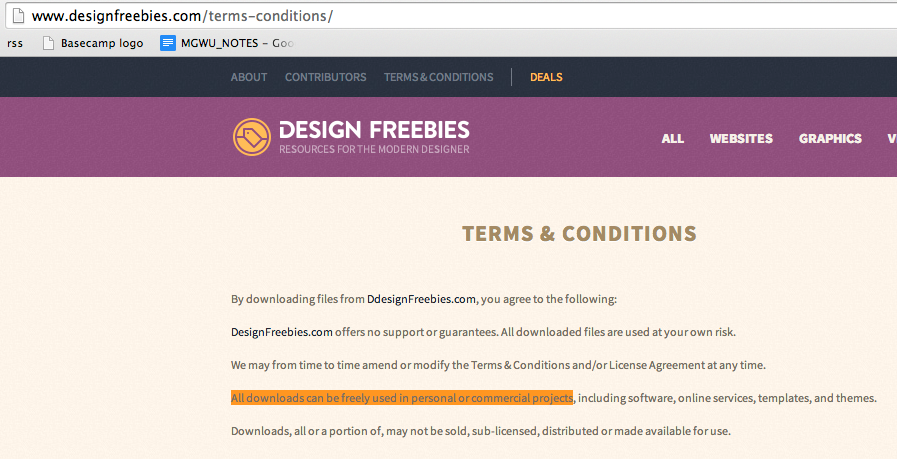 www.designfreebies.com/terms-conditions/
rss Basecamp logo MGWU_NOTES – Goo
ABOUT CONTRIBUTORS TERMS & CONDITIONS DEALS
DESIGN FREEBIES
RESOURCES FOR THE MODERN DESIGNER
ALL WEBSITES GRAPHICS V
TERMS & CONDITIONS
By downloading files from DdesignFreebies.com, you agree to the following:
DesignFreebies.com offers no support or guarantees. All downloaded files are used at your own risk.
We may from time to time amend or modify the Terms & Conditions and/or License Agreement at any time.
All downloads can be freely used in personal or commercial projects, including software, online services, templates, and themes.
Downloads, all or a portion of, may not be sold, sub-licensed, distributed or made available for use.